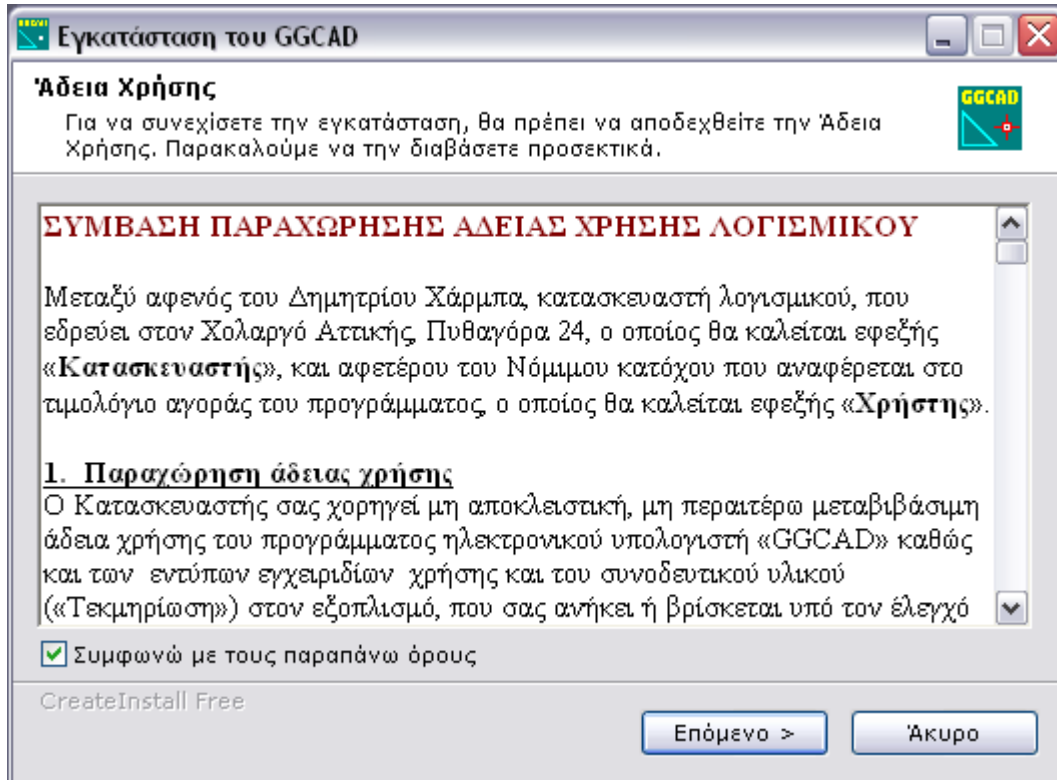 Εγκατάσταση του GGCAD
Άδεια Χρήσης
Για να συνεχίσετε την εγκατάσταση, θα πρέπει να αποδεχθείτε την Άδεια
Χρήσης. Παρακαλούμε να την διαβάσετε προσεκτικά.
GGCAD
ΣΥΜΒΑΣΗ ΠΑΡΑΧΩΡΗΣΗΣ ΑΔΕΙΑΣ ΧΡΗΣΗΣ ΛΟΓΙΣΜΙΚΟΥ
Μεταξύ αφενός του Δημητρίου Χάρμπα, κατασκευαστή λογισμικού, που
εδρεύει στον Χολαργό Αττικής, Πυθαγόρα 24, ο οποίος θα καλείται εφεξής
«Κατασκευαστής», και αφετέρου του Νόμιμου κατόχου που αναφέρεται στο
τιμολόγιο αγοράς του προγράμματος, ο οποίος θα καλείται εφεξής «Χρήστης».
1. Παραχώρηση άδειας χρήσης
Ο Κατασκευαστής σας χορηγεί μη αποκλειστική, μη περαιτέρω μεταβιβάσιμη
άδεια χρήσης του προγράμματος ηλεκτρονικού υπολογιστή «GGCAD» καθώς
και των εντύπων εγχειριδίων χρήσης και του συνοδευτικού υλικού
(«Τεκμηρίωση») στον εξοπλισμό, που σας ανήκει ή βρίσκεται υπό τον έλεγχό
Συμφωνώ με τους παραπάνω όρους
CreateInstall Free
Επόμενο >
Άκυρο